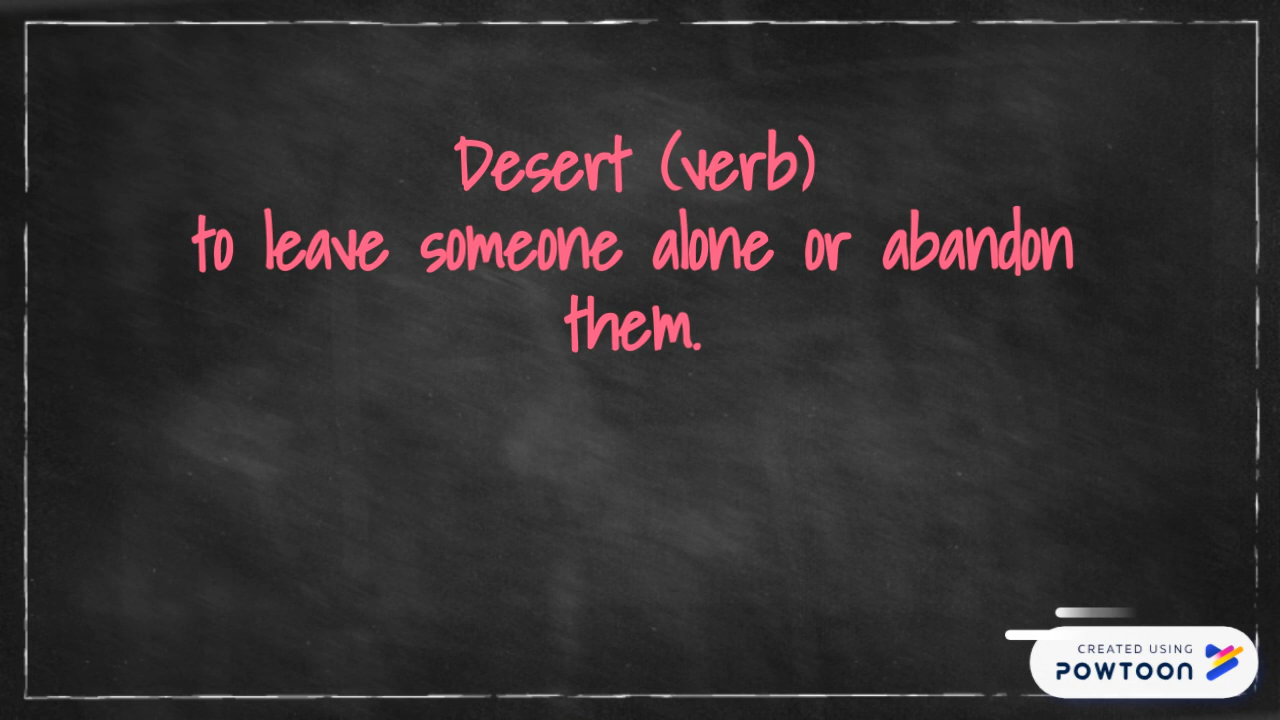 Desert (verb)
to leave someone alone or abandon
them.
CREATED USING
POWTOON